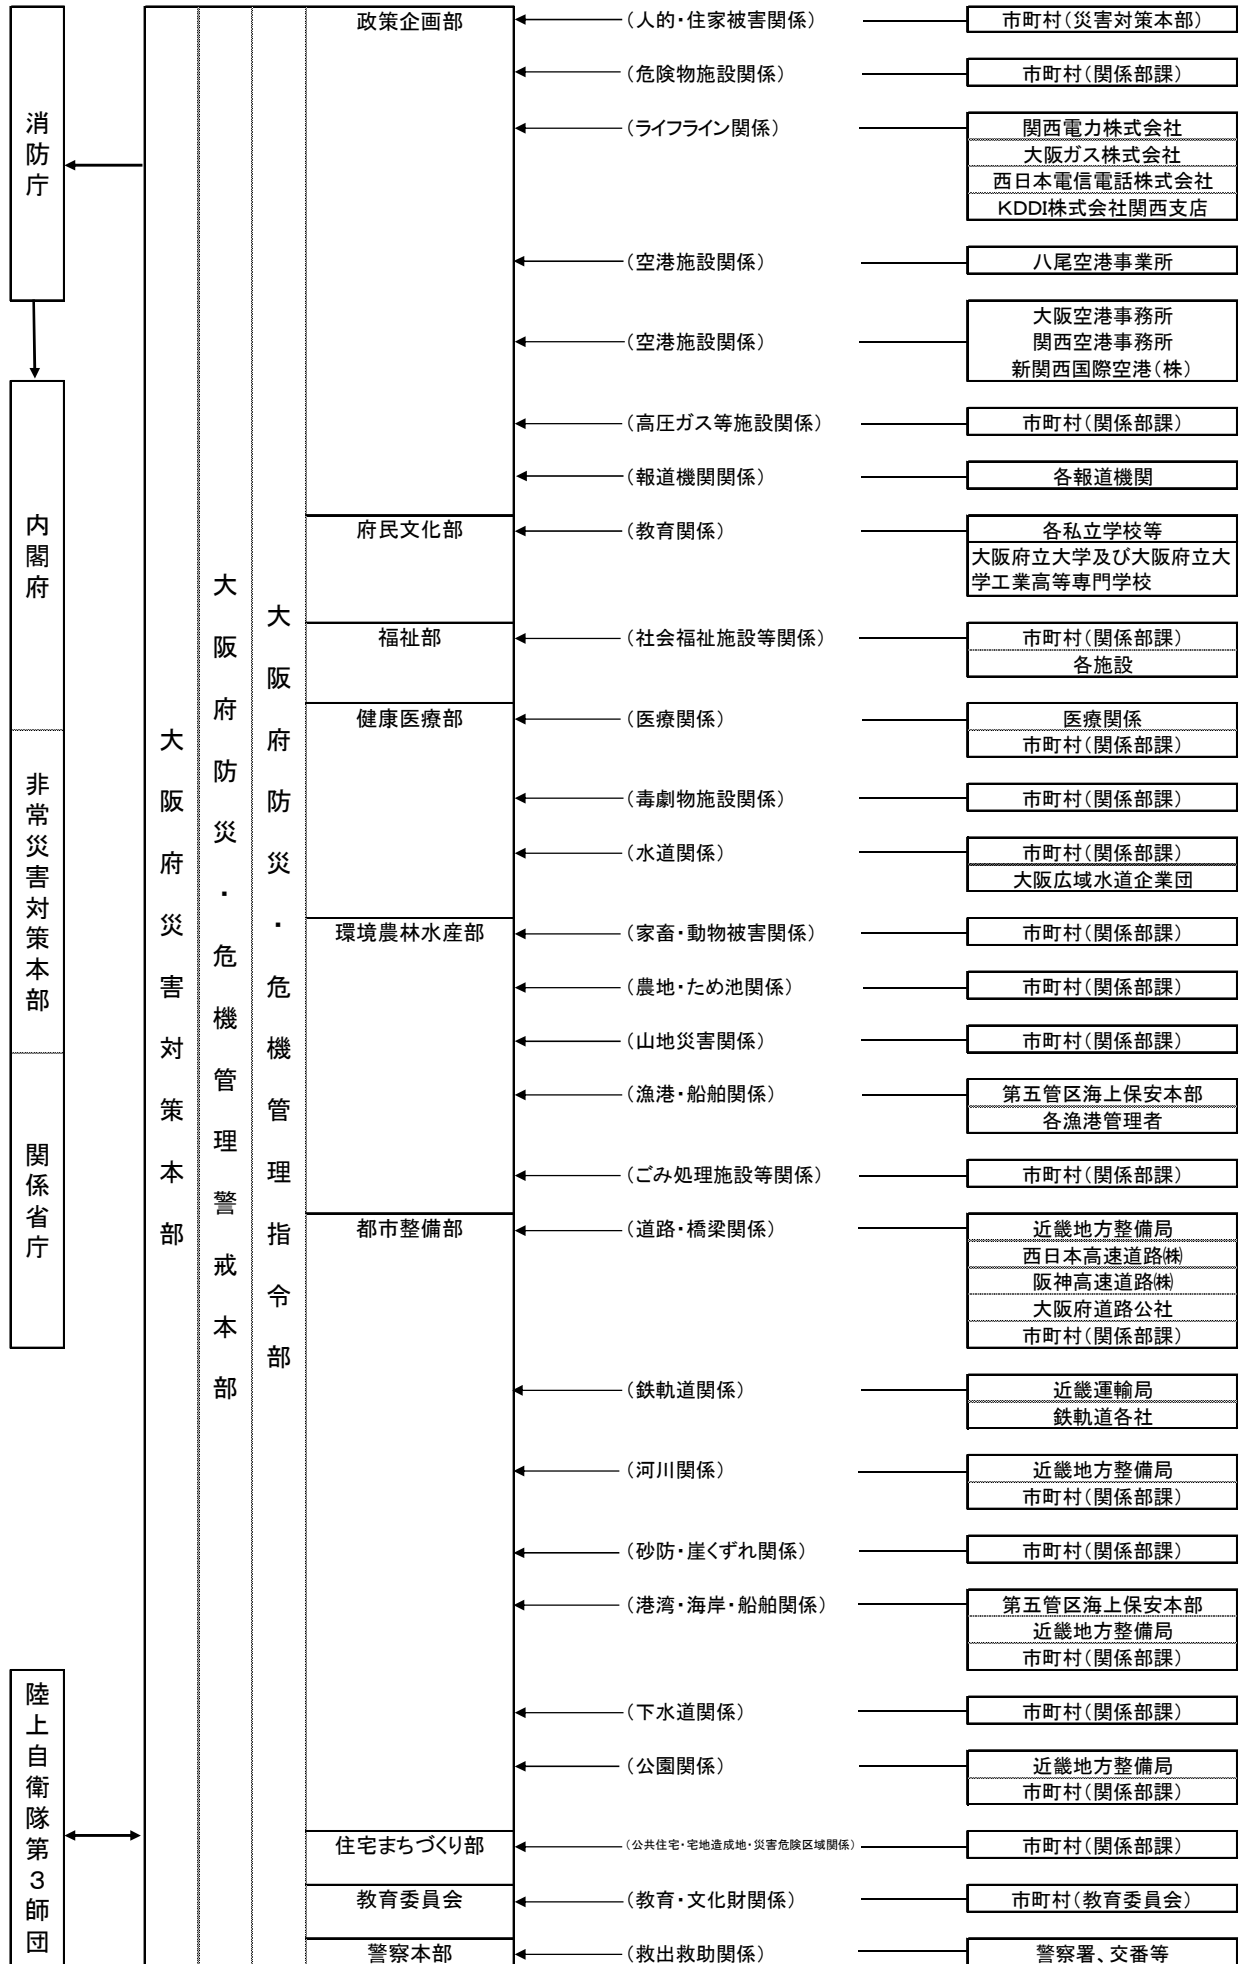 消防庁
内閣府
非常災害対策本部
関係省庁
陸上自衛隊第3師団
大阪府災害対策本部
大阪府防災・危機管理警戒本部
大阪府防災・危機管理指令部
政策企画部
(人的・住家被害関係)
市町村(災害対策本部)
(危険物施設関係)
市町村(関係部課)
(ライフライン関係)
関西電力株式会社
大阪ガス株式会社
西日本電信電話株式会社
KDDI株式会社関西支店
(空港施設関係)
八尾空港事業所
(空港施設関係)
大阪空港事務所
関西空港事務所
新関西国際空港(株)
(高圧ガス等施設関係)
市町村(関係部課)
(報道機関関係)
各報道機関
府民文化部
(教育関係)
各私立学校等
大阪府立大学及び大阪府立大
学工業高等専門学校
福祉部
(社会福祉施設等関係)
市町村(関係部課)
各施設
健康医療部
(医療関係)
医療関係
市町村(関係部課)
(毒劇物施設関係)
市町村(関係部課)
(水道関係)
市町村(関係部課)
大阪広域水道企業団
環境農林水産部
(家畜・動物被害関係)
市町村(関係部課)
(農地・ため池関係)
市町村(関係部課)
(山地災害関係)
市町村(関係部課)
(漁港・船舶関係)
第五管区海上保安本部
各漁港管理者
(ごみ処理施設等関係)
市町村(関係部課)
都市整備部
(道路・橋梁関係)
近畿地方整備局
西日本高速道路㈱
阪神高速道路㈱
大阪府道路公社
市町村(関係部課)
(鉄軌道関係)
近畿運輸局
鉄軌道各社
(河川関係)
近畿地方整備局
市町村(関係部課)
(砂防・崖くずれ関係)
市町村(関係部課)
(港湾・海岸・船舶関係)
第五管区海上保安本部
近畿地方整備局
市町村(関係部課)
(下水道関係)
市町村(関係部課)
(公園関係)
近畿地方整備局
市町村(関係部課)
住宅まちづくり部
(公共住宅・宅地造成地・災害危険区域関係)
市町村(関係部課)
教育委員会
(教育・文化財関係)
市町村(教育委員会)
警察本部
(救出救助関係)
警察署、交番等